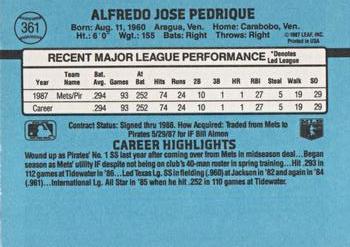 361
ALFREDO JOSE PEDRIQUE
Born: Aug. 11, 1960 Aragua, Ven. Home: Carabobo, Ven.
Ht: 6'0" Wgt: 155 Bats: Right Throws: Right
©1987 LEAF, INC.
Printed in USA
RECENT MAJOR LEAGUE PERFORMANCE *Denotes Led League
Year Team Name Bat. Avg. Games At Bats Hits Runs 2B 3B HR RBI Steal Walk SO
1987 Mets/Pir .294 93 252 74 24 10 1 1 27 5 19 29
Career .294 93 252 74 24 10 1 1 27 5 19 29
Contract Status: Signed thru 1988. How Acquired: Traded from Mets to
Pirates 5/29/87 for IF Bill Almon
CAREER HIGHLIGHTS
Wound up as Pirates' No. 1 SS last year after coming over from Mets in midseason deal...Began
season as Mets' utility IF despite not being on club's 40-man roster in spring training...Hit .293 in
112 games at Tidewater in '86... Led Texas Lg. SS in fielding (.960) at Jackson in '82 and again in '84
(.961)...International Lg. All Star in '85 when he hit .252 in 110 games at Tidewater.